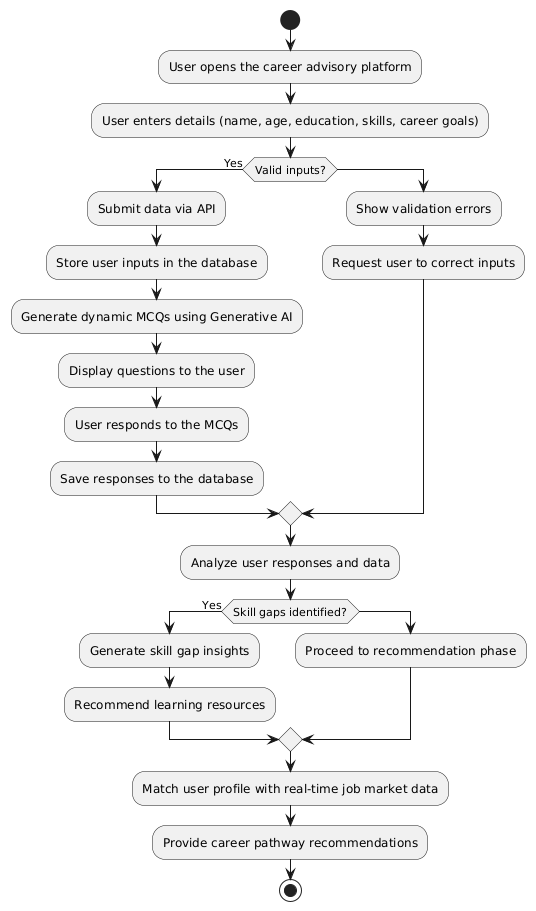 User opens the career advisory platform
User enters details (name, age, education, skills, career goals)
Yes
Valid inputs?
Submit data via API
Show validation errors
Store user inputs in the database
Request user to correct inputs
Generate dynamic MCQs using Generative AI
Display questions to the user
User responds to the MCQs
Save responses to the database
Analyze user responses and data
Yes
Skill gaps identified?
Generate skill gap insights
Proceed to recommendation phase
Recommend learning resources
Match user profile with real-time job market data
Provide career pathway recommendations